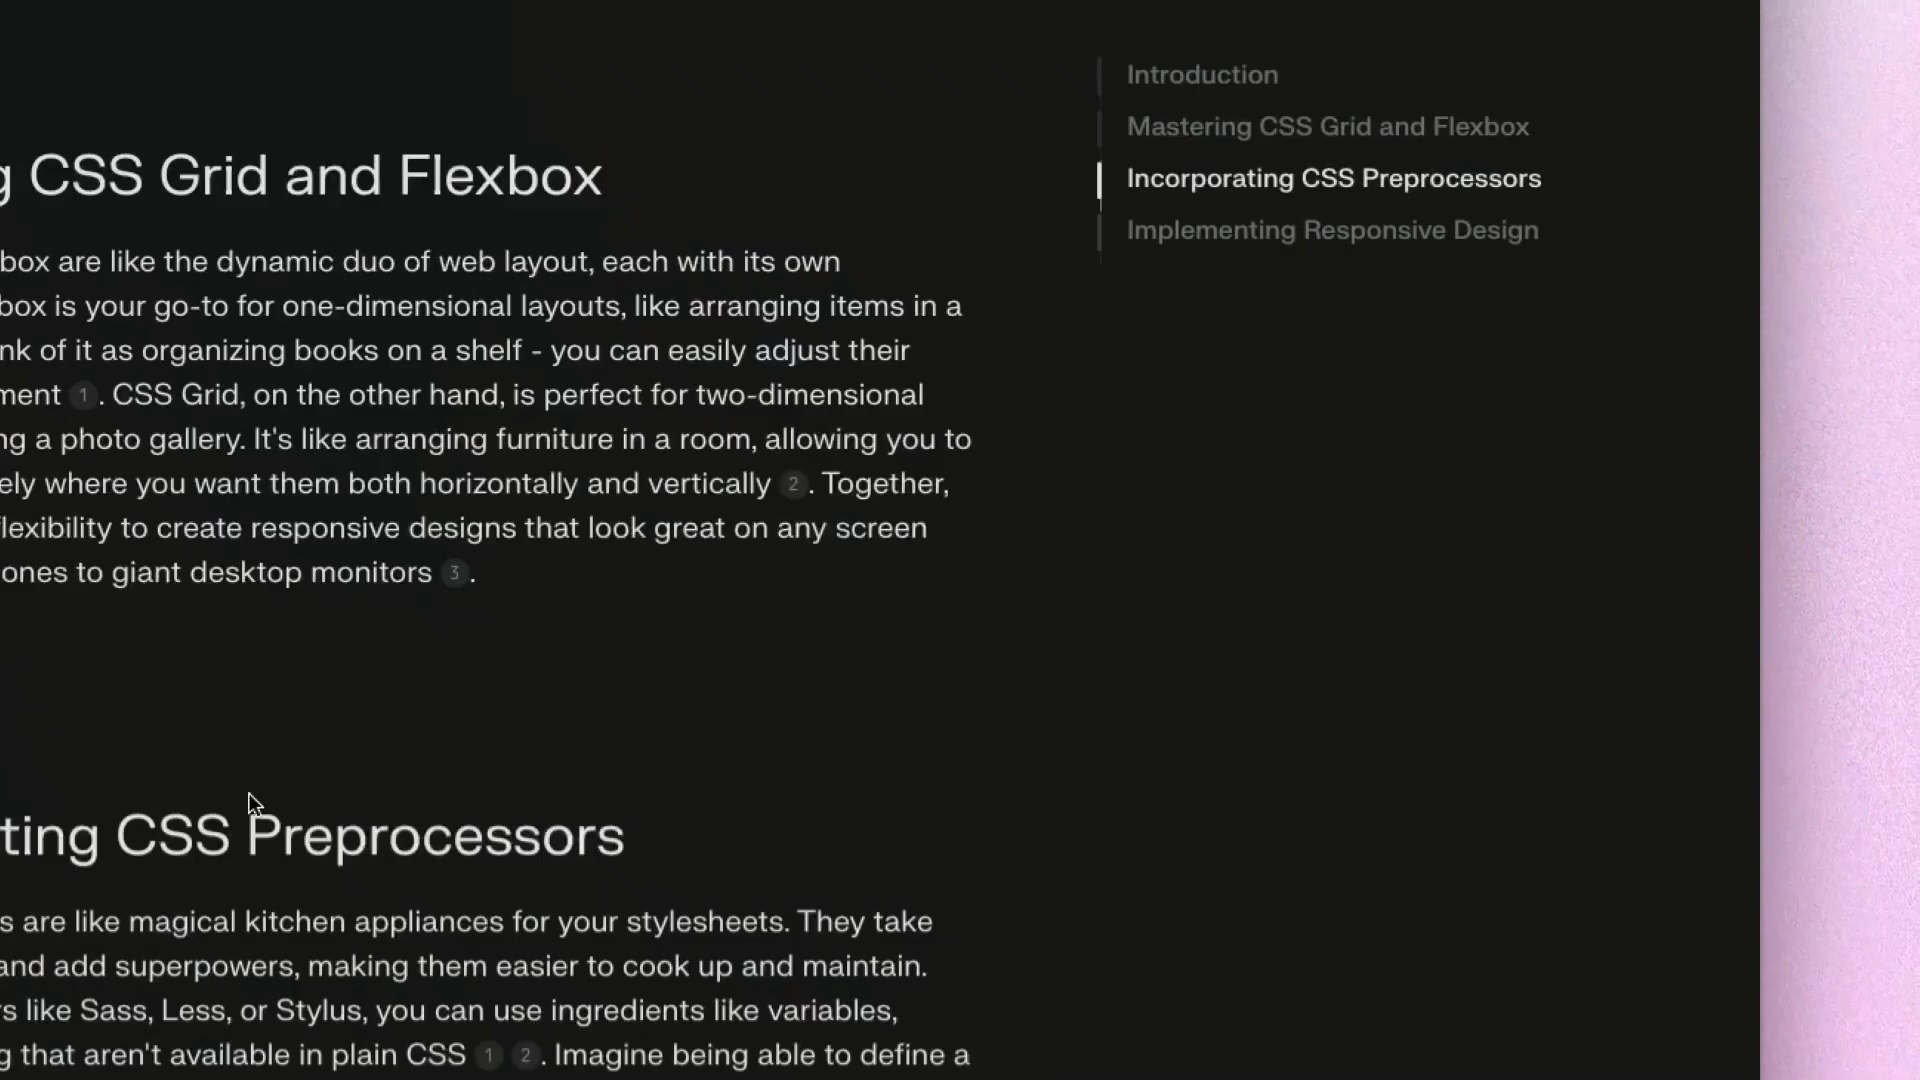 Introduction
Mastering CSS Grid and Flexbox
Incorporating CSS Preprocessors
Implementing Responsive Design
g CSS Grid and Flexbox
box are like the dynamic duo of web layout, each with its own
box is your go-to for one-dimensional layouts, like arranging items in a
nk of it as organizing books on a shelf - you can easily adjust their
ment 1. CSS Grid, on the other hand, is perfect for two-dimensional
ng a photo gallery. It's like arranging furniture in a room, allowing you to
ely where you want them both horizontally and vertically 2. Together,
lexibility to create responsive designs that look great on any screen
ones to giant desktop monitors 3.
ting CSS Preprocessors
s are like magical kitchen appliances for your stylesheets. They take
and add superpowers, making them easier to cook up and maintain.
rs like Sass, Less, or Stylus, you can use ingredients like variables,
g that aren't available in plain CSS 1 2. Imagine being able to define a